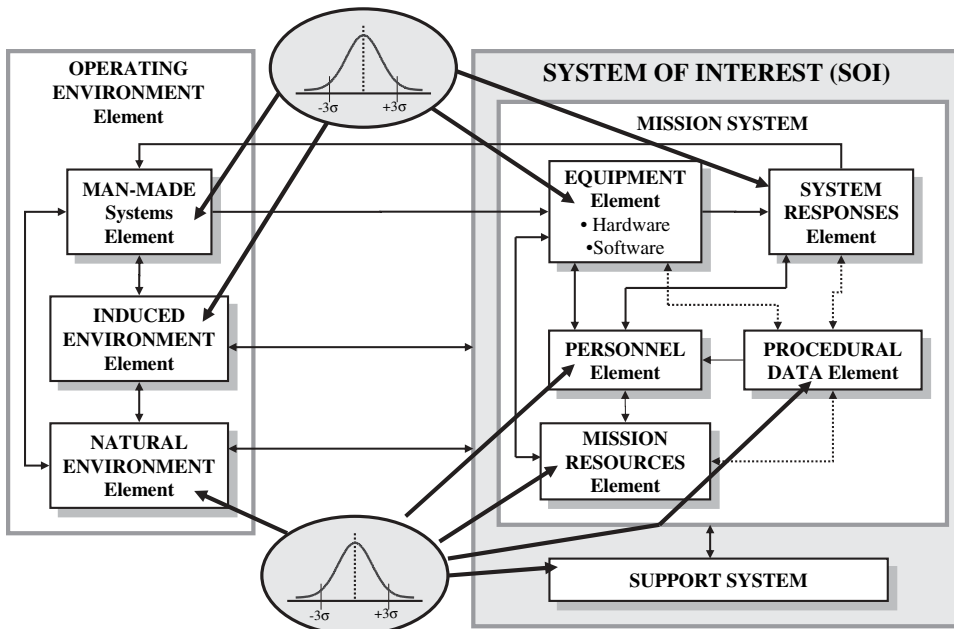 OPERATING
ENVIRONMENT
Element
-3σ
+3σ
SYSTEM OF INTEREST (SOI)
MISSION SYSTEM
MAN-MADE
Systems
Element
EQUIPMENT
Element
• Hardware
•Software
SYSTEM
RESPONSES
Element
INDUCED
ENVIRONMENT
Element
PERSONNEL
Element
PROCEDURAL
DATA Element
NATURAL
ENVIRONMENT
Element
MISSION
RESOURCES
Element
SUPPORT SYSTEM
-3σ
+3σ